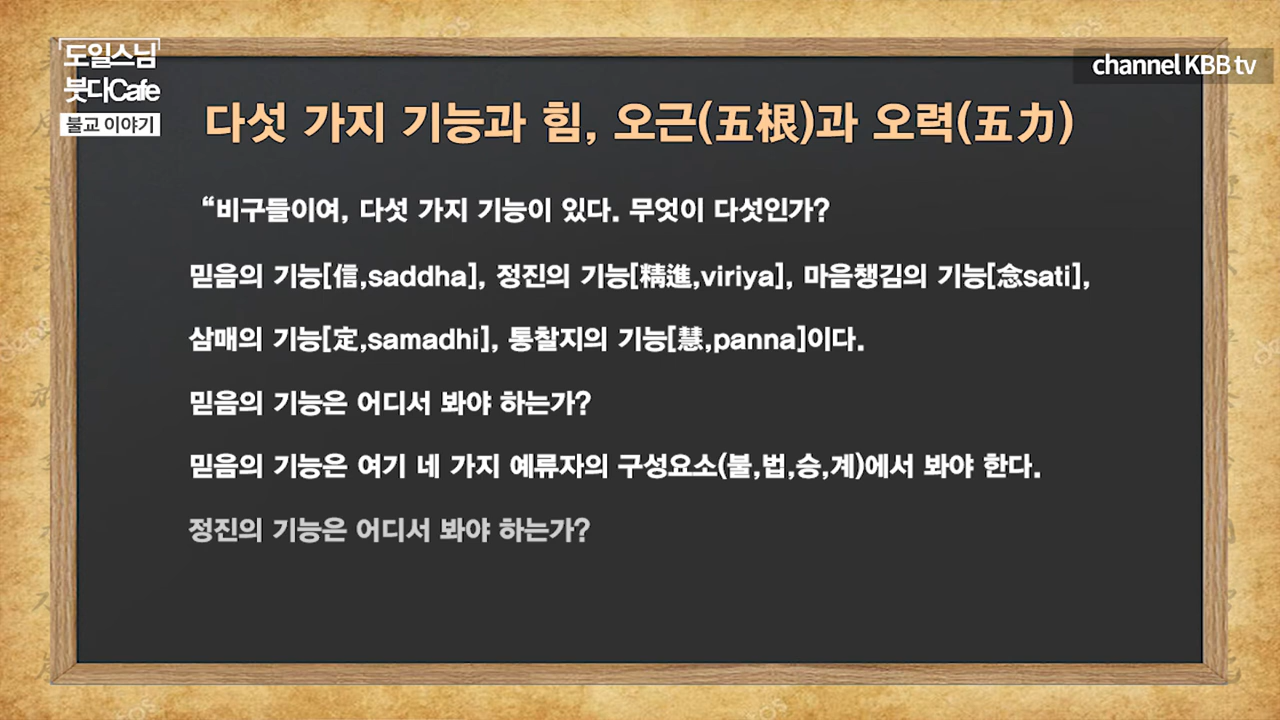 도일스님
붓다Cafe
불교 이야기
channel KBB tv
다섯 가지 기능과 힘, 오근(五根)과 오력(五力)
“비구들이여, 다섯 가지 기능이 있다. 무엇이 다섯인가?
믿음의 기능[信,saddha], 정진의 기능[精進,viriya], 마음챙김의 기능[念sati],
삼매의 기능[定,samadhi], 통찰지의 기능[慧,panna]이다.
믿음의 기능은 어디서 봐야 하는가?
믿음의 기능은 여기 네 가지 예류자의 구성요소(불,법,승,계)에서 봐야 한다.
정진의 기능은 어디서 봐야 하는가?